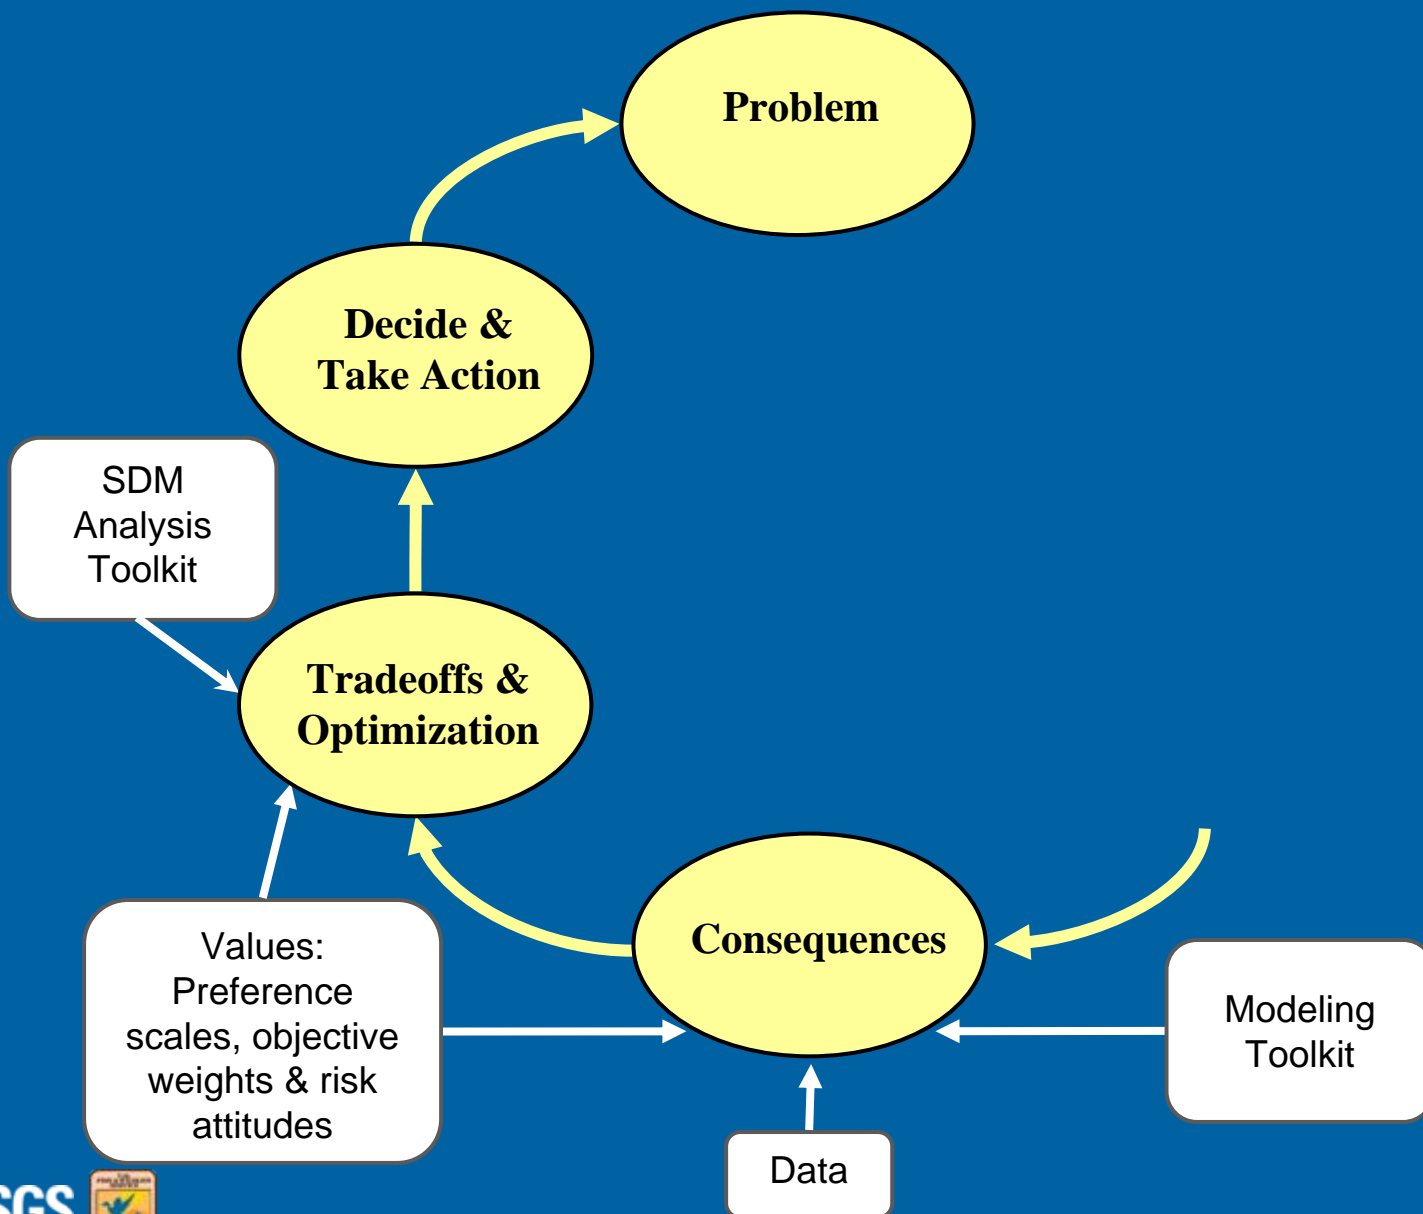 Problem
Decide &
Take Action
SDM
Analysis
Toolkit
Tradeoffs &
Optimization
Values:
Preference
scales, objective
weights & risk
attitudes
Consequences
Modeling
Toolkit
Data
SGS